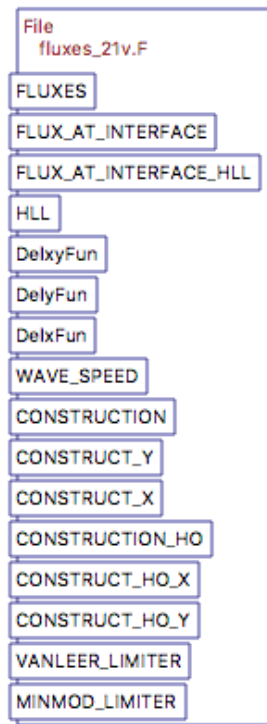 File
fluxes_21v.F
FLUXES
FLUX_AT_INTERFACE
FLUX_AT_INTERFACE_HLL
HLL
DelxyFun
DelyFun
DelxFun
WAVE_SPEED
CONSTRUCTION
CONSTRUCT_Y
CONSTRUCT_X
CONSTRUCTION_HO
CONSTRUCT_HO_X
CONSTRUCT_HO_Y
VANLEER_LIMITER
MINMOD_LIMITER